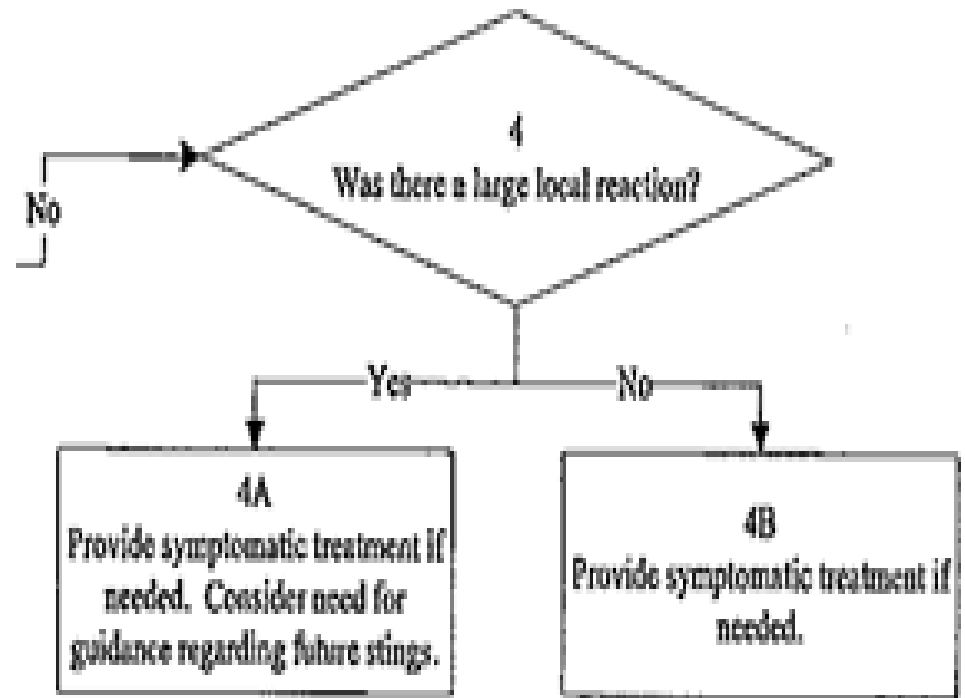 4
Was there a large local reaction?
No
Yes
No
4A
Provide symptomatic treatment if
needed. Consider need for
guidance regarding future stings.
4B
Provide symptomatic treatment if
needed.